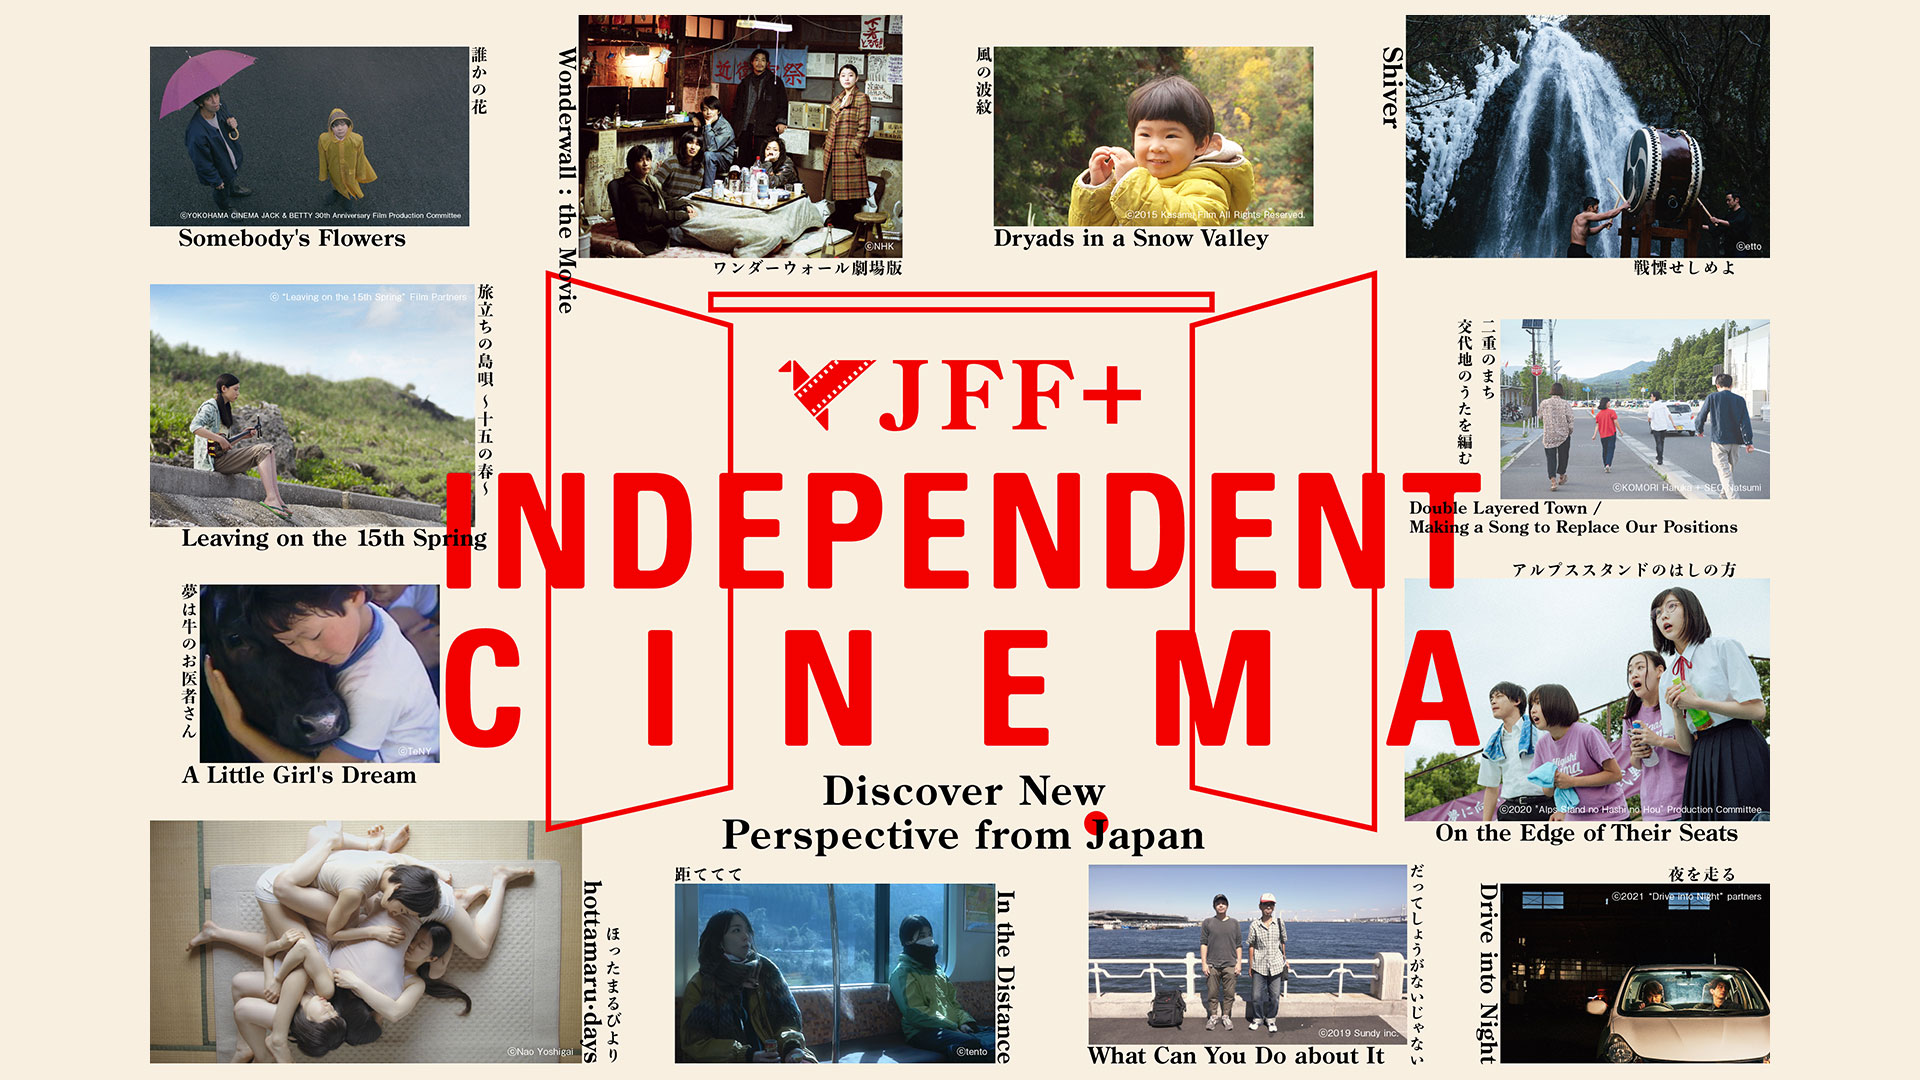 誰かの花
©YOKOHAMA CINEMA JACK & BETTY 30th Anniversary Film Production Committee
Somebody's Flowers
Wonderwall : the Movie
©NHK
ワンダーウォール劇場版
風の波紋
©2015 Kasamo Film All Rights Reserved.
Dryads in a Snow Valley
Shiver
©etto
戦慄せしめよ
© "Leaving on the 15th Spring" Film Partners
旅立ちの島唄 〜十五の春〜
Leaving on the 15th Spring
JFF+
INDEPENDENT
CINEMA
Discover New
Perspective from Japan
二重のまち
交代地のうたを編む
©KOMORI Haruka + SEO Natsumi
Double Layered Town /
Making a Song to Replace Our Positions
夢は牛のお医者さん
©TeNY
A Little Girl's Dream
アルプススタンドのはしの方
©2020 "Alps Stand no Hashi no Hou" Production Committee
On the Edge of Their Seats
hottamaru·days
ほったまるびより
©Nao Yoshigai
距ててて
In the Distance
©tento
だってしょうがないじゃない
©2019 Sundy inc.
What Can You Do about It
夜を走る
©2021 "Drive into Night" partners
Drive into Night